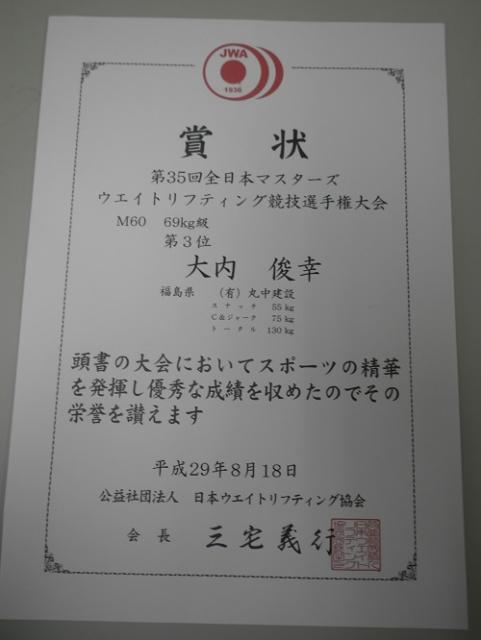 JWA
1936
賞 状
第35回全日本マスターズ
ウエイトリフティング競技選手権大会
M60 69kg級
第3位
大内 俊幸
福島県 (有)丸中建設
スナッチ 55kg
C&ジャーク 75kg
トータル 130kg
頭書の大会においてスポーツの精華
を発揮し優秀な成績を収めたのでその
栄誉を讃えます
平成29年8月18日
公益社団法人 日本ウエイトリフティング協会
会長 三宅義行